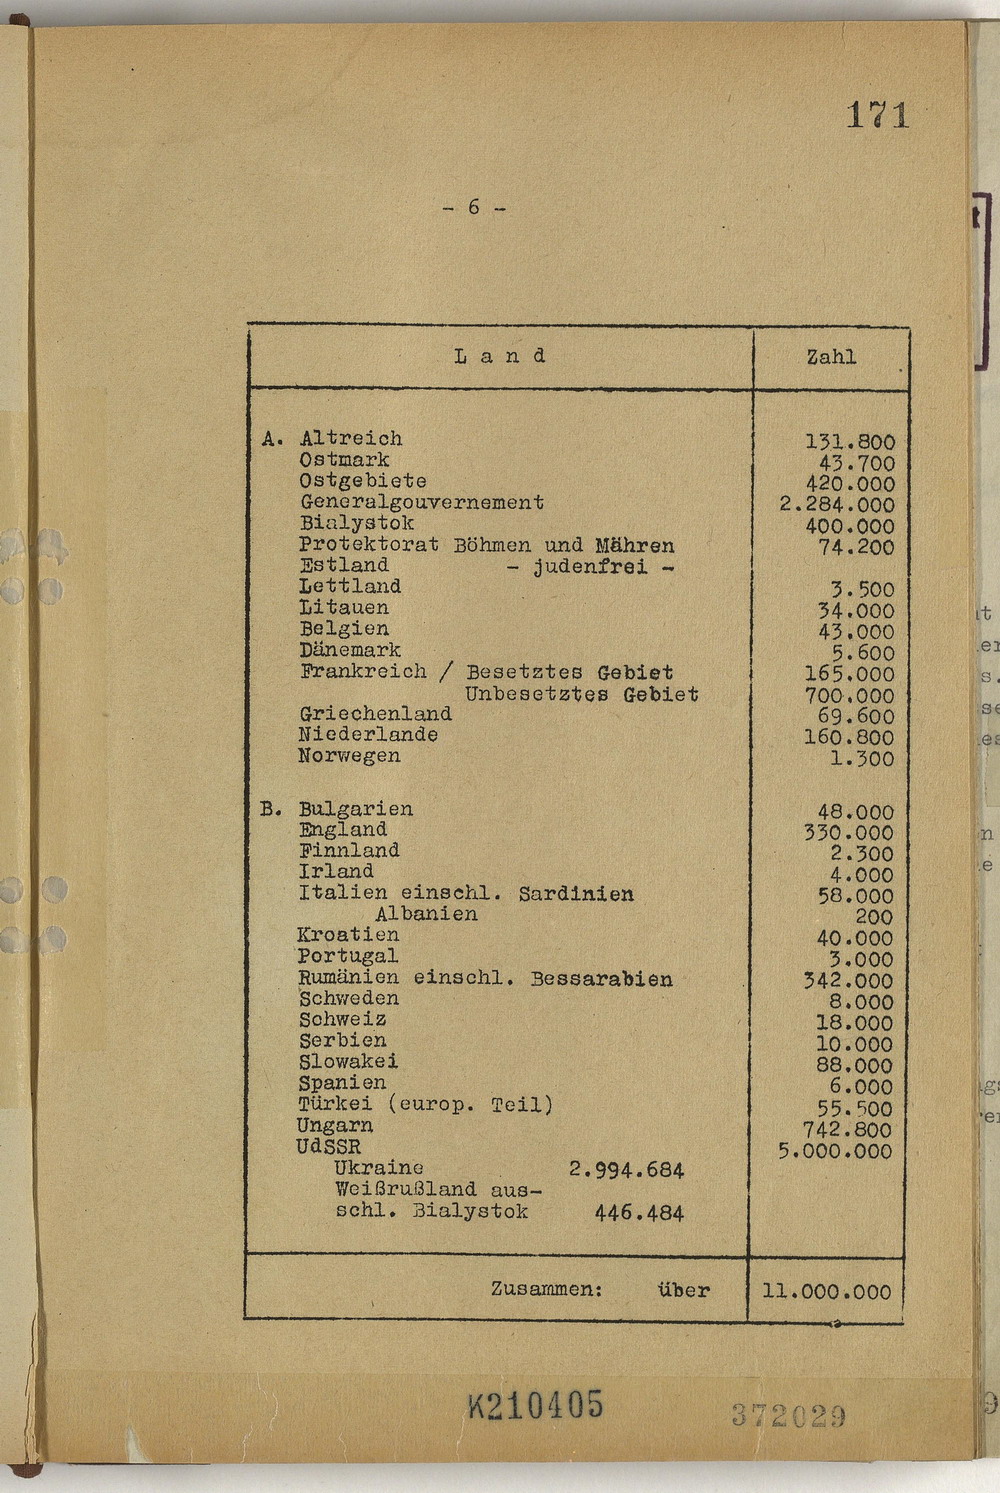 171
- 6 -
Land Zahl
A. Altreich 131.800
Ostmark 43.700
Ostgebiete 420.000
Generalgouvernement 2.284.000
Bialystok 400.000
Protektorat Böhmen und Mähren 74.200
Estland - judenfrei -
Lettland 3.500
Litauen 34.000
Belgien 43.000
Dänemark 5.600
Frankreich / Besetztes Gebiet 165.000
Unbesetztes Gebiet 700.000
Griechenland 69.600
Niederlande 160.800
Norwegen 1.300
B. Bulgarien 48.000
England 330.000
Finnland 2.300
Irland 4.000
Italien einschl. Sardinien 58.000
Albanien 200
Kroatien 40.000
Portugal 3.000
Rumänien einschl. Bessarabien 342.000
Schweden 8.000
Schweiz 18.000
Serbien 10.000
Slowakei 88.000
Spanien 6.000
Türkei (europ. Teil) 55.500
Ungarn 742.800
UdSSR 5.000.000
Ukraine 2.994.684
Weißrußland aus-
schl. Bialystok 446.484
Zusammen: über 11.000.000
K210405
372029